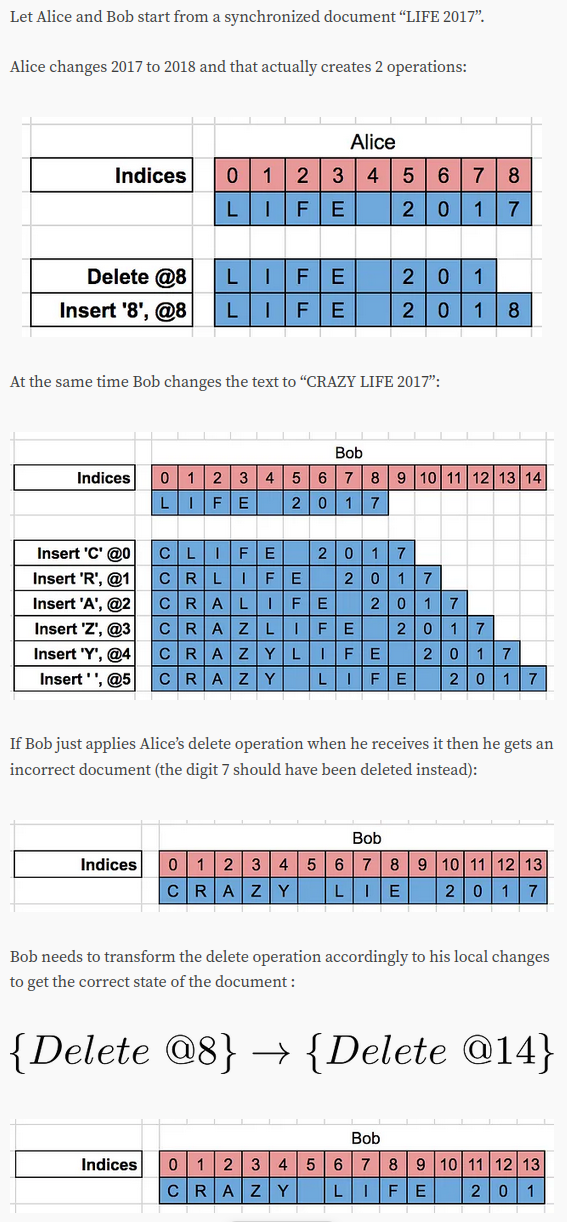 Let Alice and Bob start from a synchronized document “LIFE 2017”.
Alice changes 2017 to 2018 and that actually creates 2 operations:
Alice
Indices 0 1 2 3 4 5 6 7 8
L I F E 2 0 1 7
Delete @8 L I F E 2 0 1
Insert '8', @8 L I F E 2 0 1 8
At the same time Bob changes the text to “CRAZY LIFE 2017”:
Bob
Indices 0 1 2 3 4 5 6 7 8 9 10 11 12 13 14
L I F E 2 0 1 7
Insert 'C' @0 C L I F E 2 0 1 7
Insert 'R', @1 C R L I F E 2 0 1 7
Insert 'A', @2 C R A L I F E 2 0 1 7
Insert 'Z', @3 C R A Z L I F E 2 0 1 7
Insert 'Y', @4 C R A Z Y L I F E 2 0 1 7
Insert ' ', @5 C R A Z Y L I F E 2 0 1 7
If Bob just applies Alice’s delete operation when he receives it then he gets an
incorrect document (the digit 7 should have been deleted instead):
Bob
Indices 0 1 2 3 4 5 6 7 8 9 10 11 12 13
C R A Z Y L I E 2 0 1 7
Bob needs to transform the delete operation accordingly to his local changes
to get the correct state of the document :
{Delete @8} → {Delete @14}
Bob
Indices 0 1 2 3 4 5 6 7 8 9 10 11 12 13
C R A Z Y L I F E 2 0 1